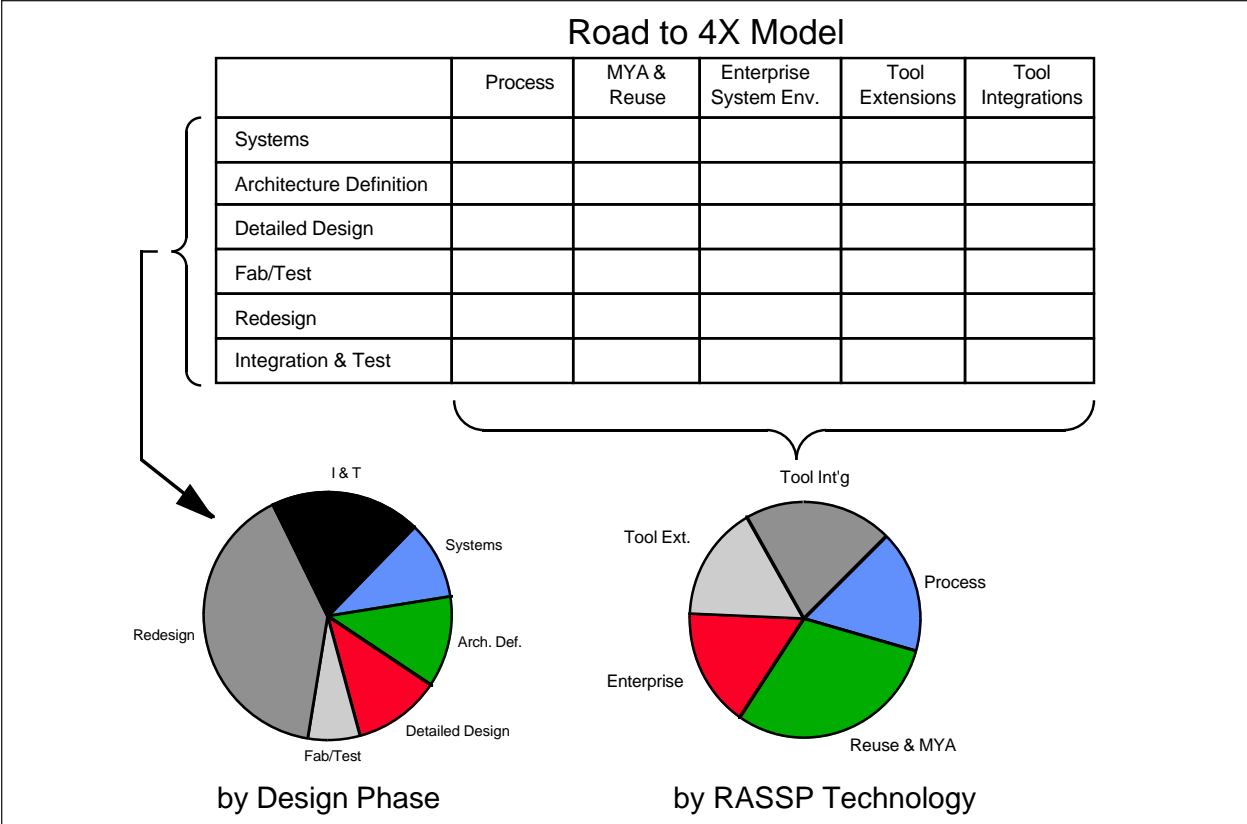 Road to 4X Model
Process
MYA &
Reuse
Enterprise
System Env.
Tool
Extensions
Tool
Integrations
Systems
Architecture Definition
Detailed Design
Fab/Test
Redesign
Integration & Test
I & T
Systems
Arch. Def.
Detailed Design
Fab/Test
Redesign
by Design Phase
Tool Int'g
Tool Ext.
Process
Enterprise
Reuse & MYA
by RASSP Technology